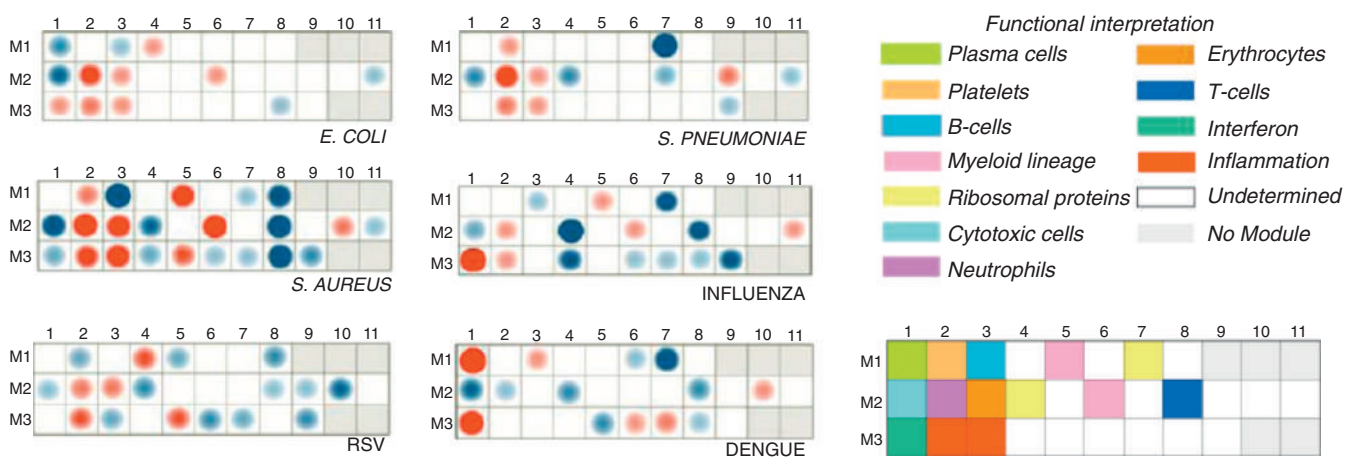 1 2 3 4 5 6 7 8 9 10 11
M1
M2
M3
E. COLI
1 2 3 4 5 6 7 8 9 10 11
M1
M2
M3
S. PNEUMONIAE
1 2 3 4 5 6 7 8 9 10 11
M1
M2
M3
S. AUREUS
1 2 3 4 5 6 7 8 9 10 11
M1
M2
M3
INFLUENZA
1 2 3 4 5 6 7 8 9 10 11
M1
M2
M3
RSV
1 2 3 4 5 6 7 8 9 10 11
M1
M2
M3
DENGUE
Functional interpretation
Plasma cells
Platelets
B-cells
Myeloid lineage
Ribosomal proteins
Cytotoxic cells
Neutrophils
Erythrocytes
T-cells
Interferon
Inflammation
Undetermined
No Module
1 2 3 4 5 6 7 8 9 10 11
M1
M2
M3